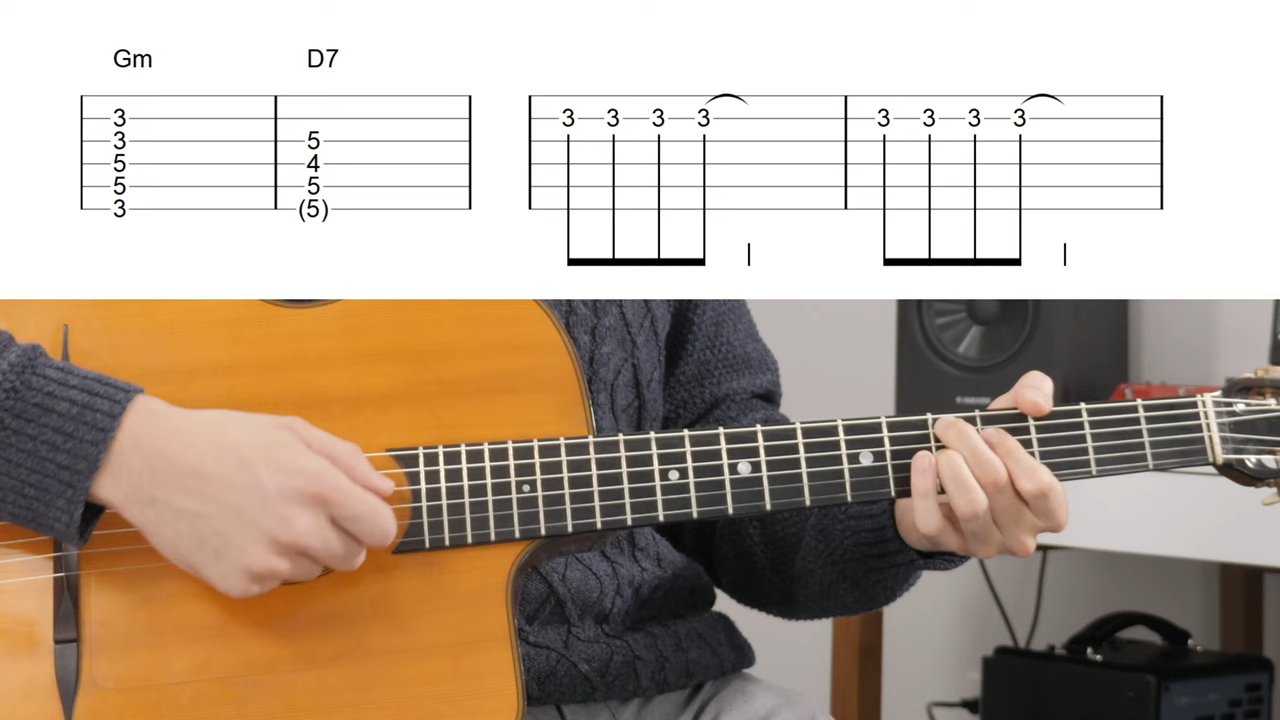 Gm D7
3 3 3 3 3 3 3 3 3
3 5
5 4
5 5
3 (5)